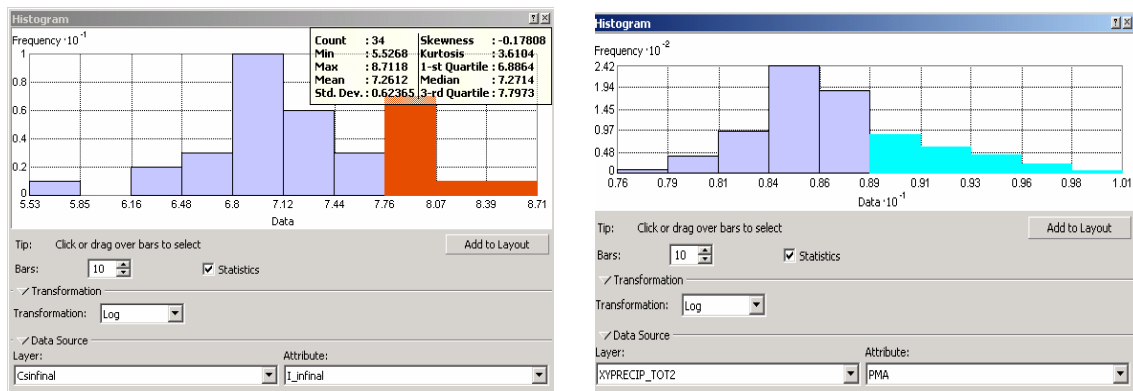 Histogram
Frequency ·10⁻¹
Count : 34 Skewness : -0.17808
Min : 5.5268 Kurtosis : 3.6104
Max : 8.7118 1-st Quartile : 6.8864
Mean : 7.2612 Median : 7.2714
Std. Dev. : 0.62365 3-rd Quartile : 7.7973
1
0.8
0.6
0.4
0.2
0
5.53 5.85 6.16 6.48 6.8 7.12 7.44 7.76 8.07 8.39 8.71
Data
Tip: Click or drag over bars to select Add to Layout
Bars: 10 Statistics
Transformation
Transformation: Log
Data Source
Layer: Attribute:
Csinfinal I_infinal
Histogram
Frequency ·10⁻²
2.42
1.94
1.45
0.97
0.48
0
0.76 0.79 0.81 0.84 0.86 0.89 0.91 0.93 0.96 0.98 1.01
Data ·10⁻¹
Tip: Click or drag over bars to select Add to Layout
Bars: 10 Statistics
Transformation
Transformation: Log
Data Source
Layer: Attribute:
XYPRECIP_TOT2 PMA